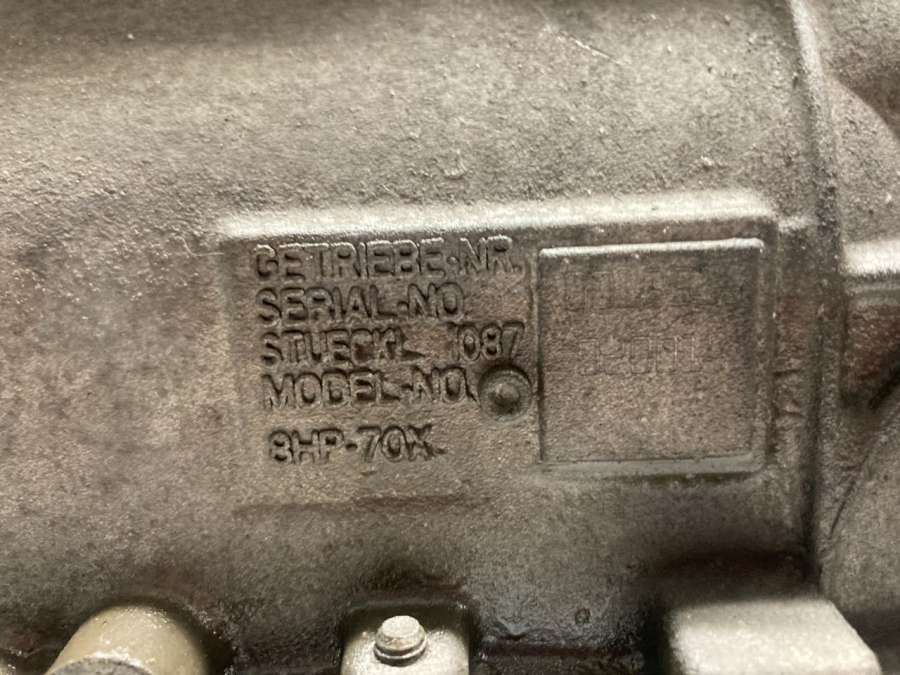 GETRIEBE-NR.
SERIAL-NO.
STUECKL. 1087
MODEL-NO.
8HP-70X